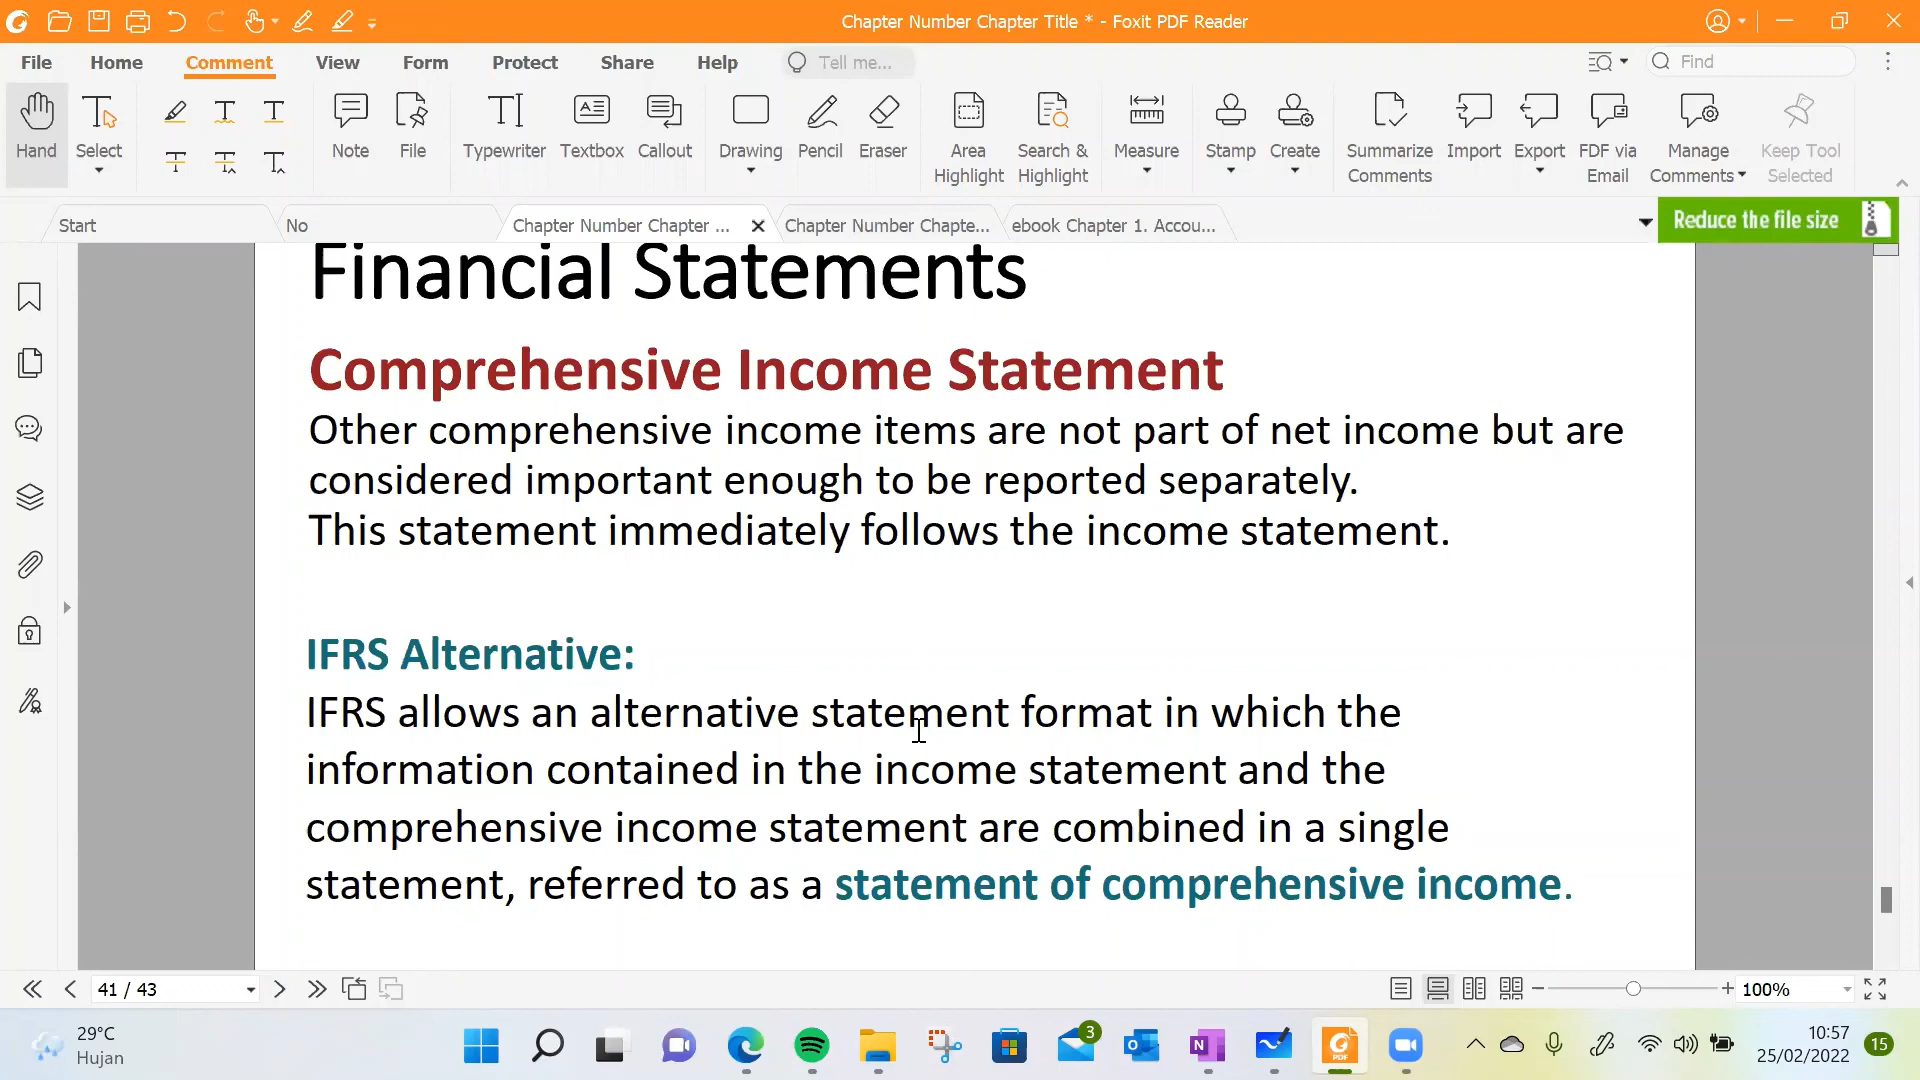 Chapter Number Chapter Title * - Foxit PDF Reader
File Home Comment View Form Protect Share Help Tell me... Find
Hand Select Note File Typewriter Textbox Callout Drawing Pencil Eraser Area Highlight Search & Highlight Measure Stamp Create Summarize Comments Import Export FDF via Email Manage Comments Keep Tool Selected
Start No Chapter Number Chapter ... Chapter Number Chapte... ebook Chapter 1. Accou... Reduce the file size
Financial Statements
Comprehensive Income Statement
Other comprehensive income items are not part of net income but are
considered important enough to be reported separately.
This statement immediately follows the income statement.
IFRS Alternative:
IFRS allows an alternative statement format in which the
information contained in the income statement and the
comprehensive income statement are combined in a single
statement, referred to as a statement of comprehensive income.
41 / 43 100%
29°C
Hujan
3
10:57
25/02/2022
15